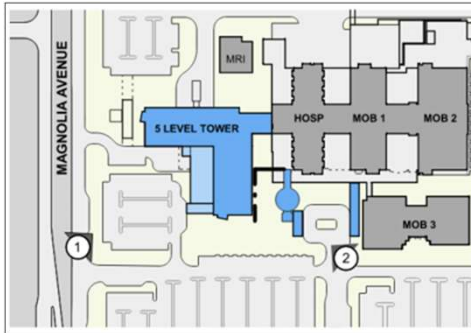 MRI
MAGNOLIA AVENUE
5 LEVEL TOWER
HOSP
MOB 1
MOB 2
MOB 3
1
2